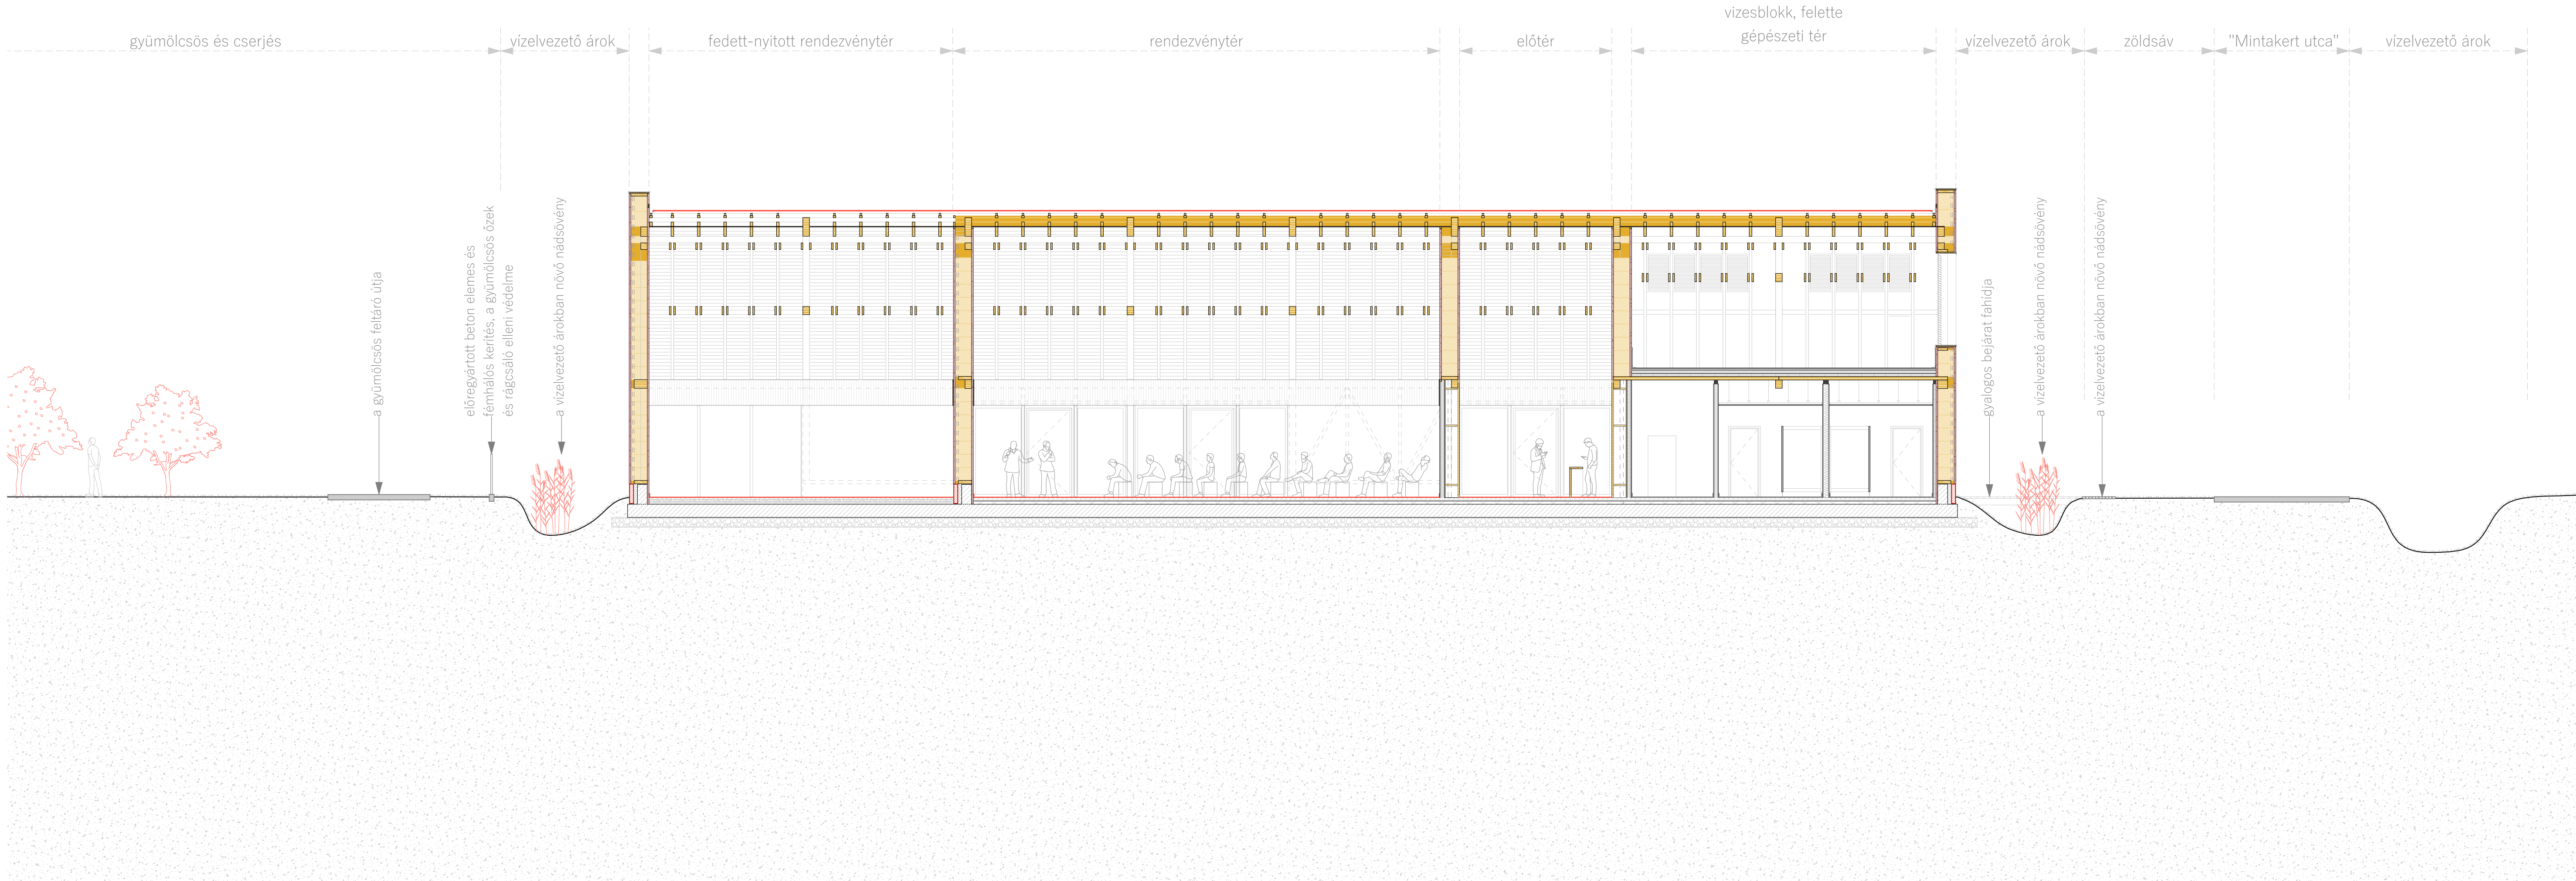 gyümölcsös és cserjés
vízelvezető árok
fedett-nyitott rendezvénytér
rendezvénytér
előtér
vizesblokk, felette
gépészeti tér
vízelvezető árok
zöldsáv
"Mintakert utca"
vízelvezető árok
a gyümölcsös feltáró útja
előregyártott beton elemes és
fémhálós kerítés, a gyümölcsös őzek
és rágcsáló elleni védelme
a vízelvezető árokban növő nádsövény
gyalogos bejárat fahídja
a vízelvezető árokban növő nádsövény
a vízelvezető árokban növő nádsövény